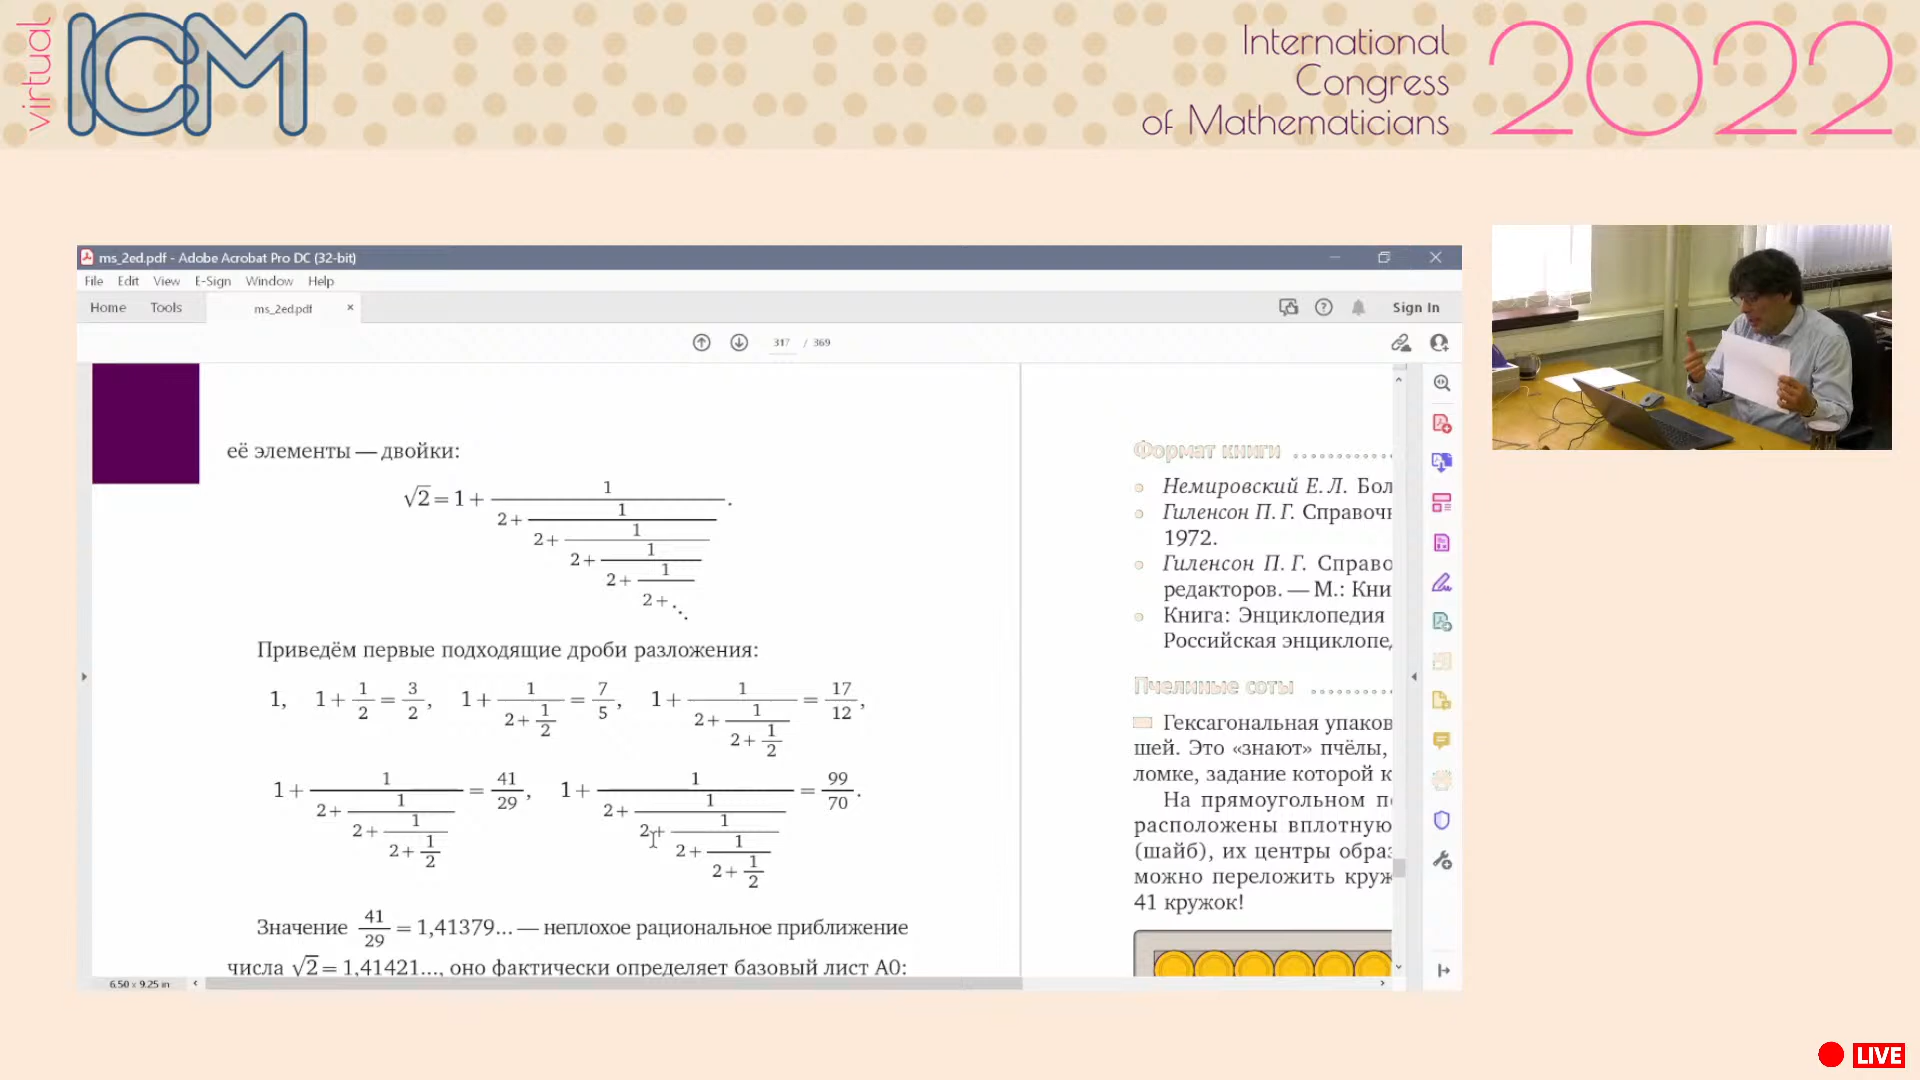 virtual
ICM
International
Congress
of Mathematicians
2022
ms_2ed.pdf - Adobe Acrobat Pro DC (32-bit)
File Edit View E-Sign Window Help
Home Tools ms_2ed.pdf × Sign In
317 / 369
её элементы — двойки:
√2 = 1 + 1/(2 + 1/(2 + 1/(2 + 1/(2 + 1/(2 + ⋱))))).
Приведём первые подходящие дроби разложения:
1, 1 + 1/2 = 3/2, 1 + 1/(2 + 1/2) = 7/5, 1 + 1/(2 + 1/(2 + 1/2)) = 17/12,
1 + 1/(2 + 1/(2 + 1/(2 + 1/2))) = 41/29, 1 + 1/(2 + 1/(2 + 1/(2 + 1/(2 + 1/2)))) = 99/70.
Значение 41/29 = 1,41379... — неплохое рациональное приближение
числа √2 = 1,41421..., оно фактически определяет базовый лист А0:
6.50 x 9.25 in
Формат книги
Немировский Е. Л. Бол
Гиленсон П. Г. Справоч
1972.
Гиленсон П. Г. Справо
редакторов. — М.: Кни
Книга: Энциклопедия
Российская энциклопе
Пчелиные соты
Гексагональная упаков
шей. Это «знают» пчёлы,
ломке, задание которой к
На прямоугольном п
расположены вплотную
(шайб), их центры обра
можно переложить круж
41 кружок!
LIVE